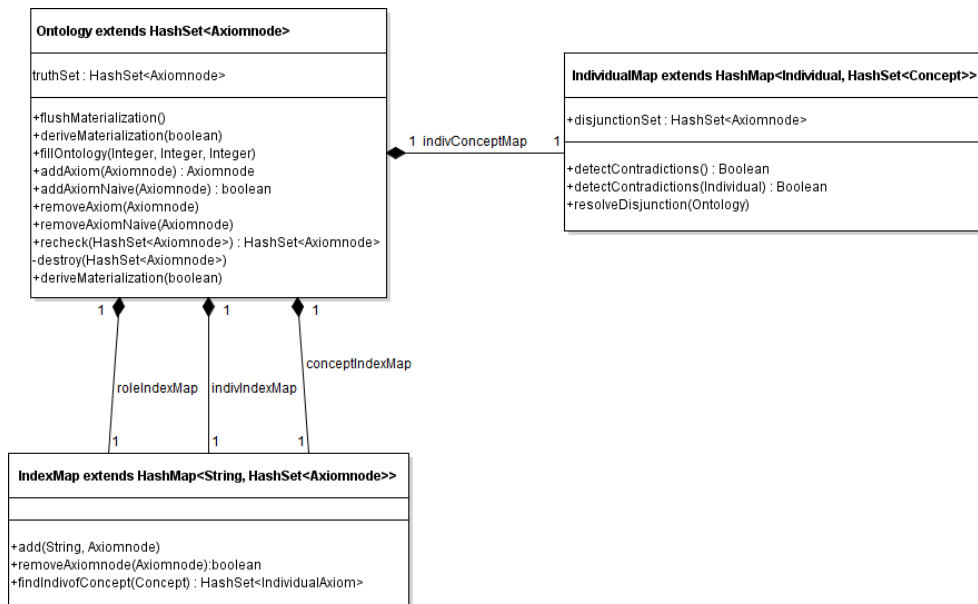 Ontology extends HashSet<Axiomnode>
truthSet : HashSet<Axiomnode>
+flushMaterialization()
+deriveMaterialization(boolean)
+fillOntology(Integer, Integer, Integer)
+addAxiom(Axiomnode) : Axiomnode
+addAxiomNaive(Axiomnode) : boolean
+removeAxiom(Axiomnode)
+removeAxiomNaive(Axiomnode)
+recheck(HashSet<Axiomnode>) : HashSet<Axiomnode>
-destroy(HashSet<Axiomnode>)
+deriveMaterialization(boolean)
1 indivConceptMap 1
IndividualMap extends HashMap<Individual, HashSet<Concept>>
+disjunctionSet : HashSet<Axiomnode>
+detectContradictions() : Boolean
+detectContradictions(Individual) : Boolean
+resolveDisjunction(Ontology)
1 1 1
conceptIndexMap
roleIndexMap indivIndexMap
1 1 1
IndexMap extends HashMap<String, HashSet<Axiomnode>>
+add(String, Axiomnode)
+removeAxiomnode(Axiomnode):boolean
+findIndivofConcept(Concept) : HashSet<IndividualAxiom>